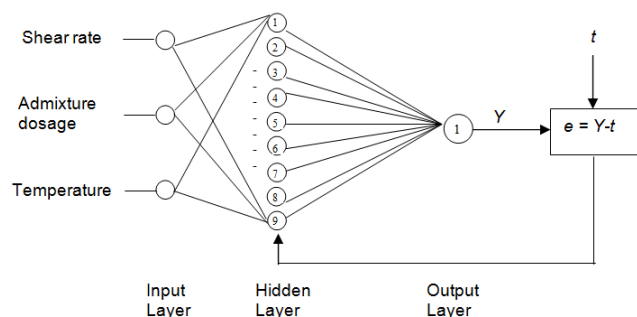 Shear rate
Admixture
dosage
Temperature
1
2
3
4
5
6
7
8
9
1
Y
t
e = Y-t
Input
Layer
Hidden
Layer
Output
Layer